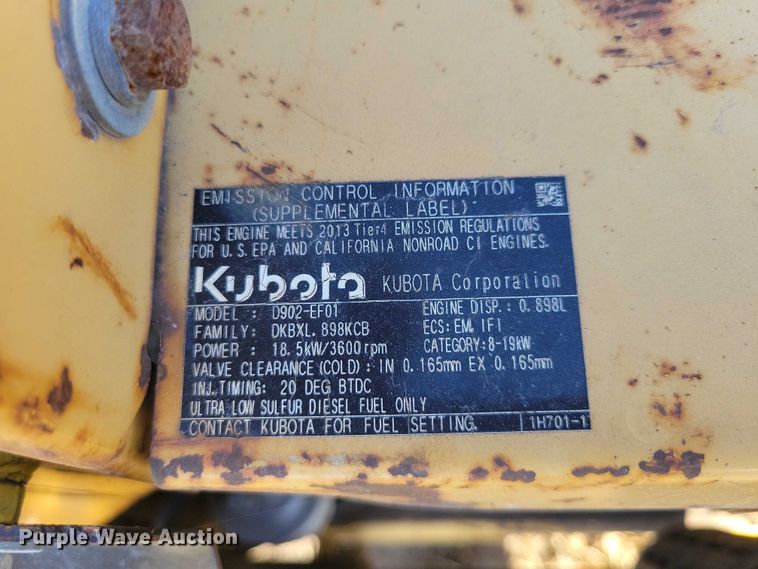 EMISSION CONTROL INFORMATION
(SUPPLEMENTAL LABEL)
THIS ENGINE MEETS 2013 Tier4 EMISSION REGULATIONS
FOR U.S. EPA AND CALIFORNIA NONROAD CI ENGINES.
Kubota KUBOTA Corporation
MODEL : D902-EF01 ENGINE DISP.: 0.898L
FAMILY: DKBXL.898KCB ECS: EM, IFI
POWER : 18.5kW/3600rpm CATEGORY: 8-19kW
VALVE CLEARANCE (COLD) : IN 0.165mm EX 0.165mm
INJ.TIMING: 20 DEG BTDC
ULTRA LOW SULFUR DIESEL FUEL ONLY
CONTACT KUBOTA FOR FUEL SETTING. 1H701-1
Purple Wave Auction